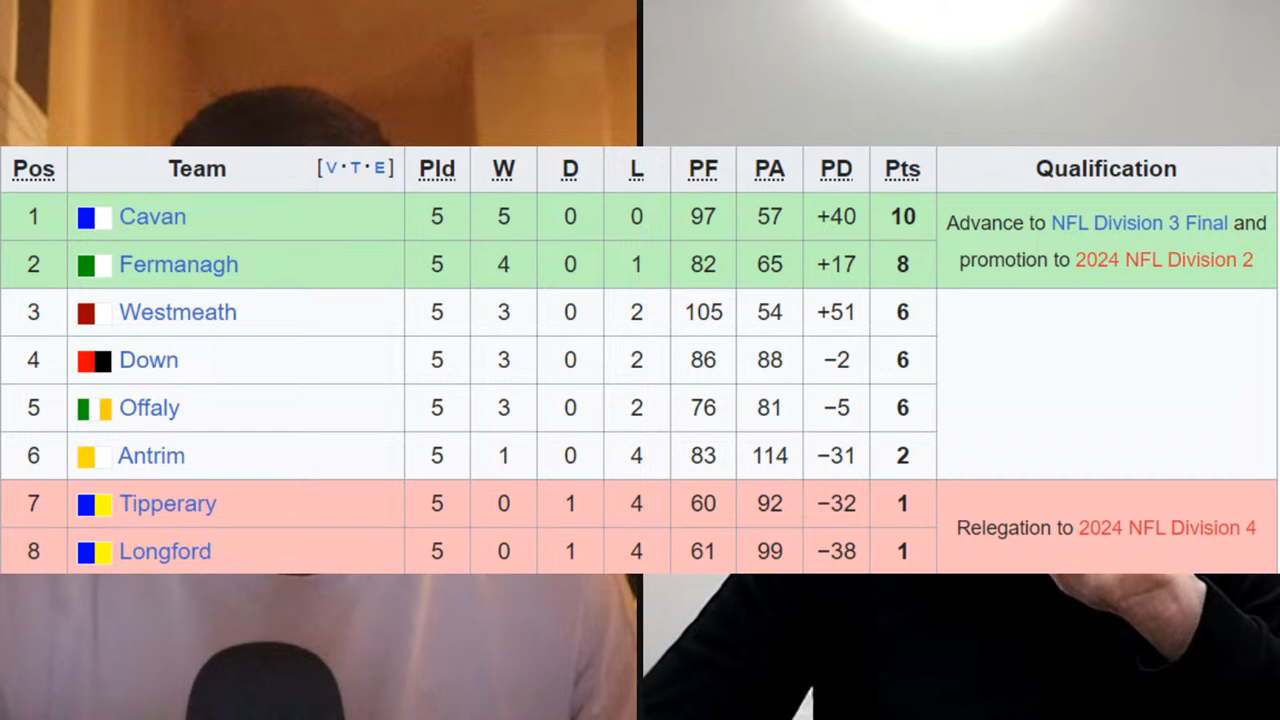 Pos Team [V·T·E] Pld W D L PF PA PD Pts Qualification
1 Cavan 5 5 0 0 97 57 +40 10 Advance to NFL Division 3 Final and
2 Fermanagh 5 4 0 1 82 65 +17 8 promotion to 2024 NFL Division 2
3 Westmeath 5 3 0 2 105 54 +51 6
4 Down 5 3 0 2 86 88 −2 6
5 Offaly 5 3 0 2 76 81 −5 6
6 Antrim 5 1 0 4 83 114 −31 2
7 Tipperary 5 0 1 4 60 92 −32 1
Relegation to 2024 NFL Division 4
8 Longford 5 0 1 4 61 99 −38 1